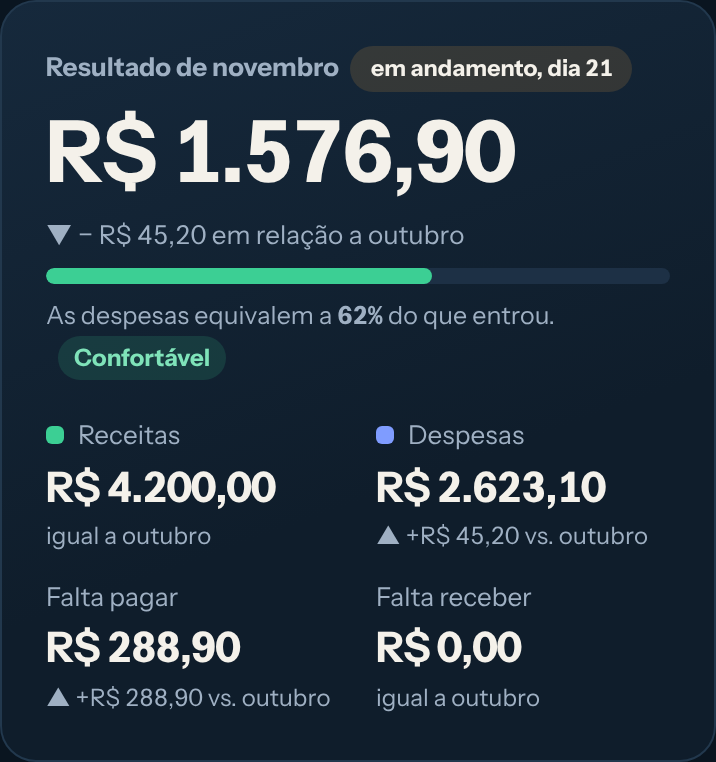 Resultado de novembro em andamento, dia 21
R$ 1.576,90
▼ − R$ 45,20 em relação a outubro
As despesas equivalem a 62% do que entrou.
Confortável
Receitas Despesas
R$ 4.200,00 R$ 2.623,10
igual a outubro ▲ +R$ 45,20 vs. outubro
Falta pagar Falta receber
R$ 288,90 R$ 0,00
▲ +R$ 288,90 vs. outubro igual a outubro